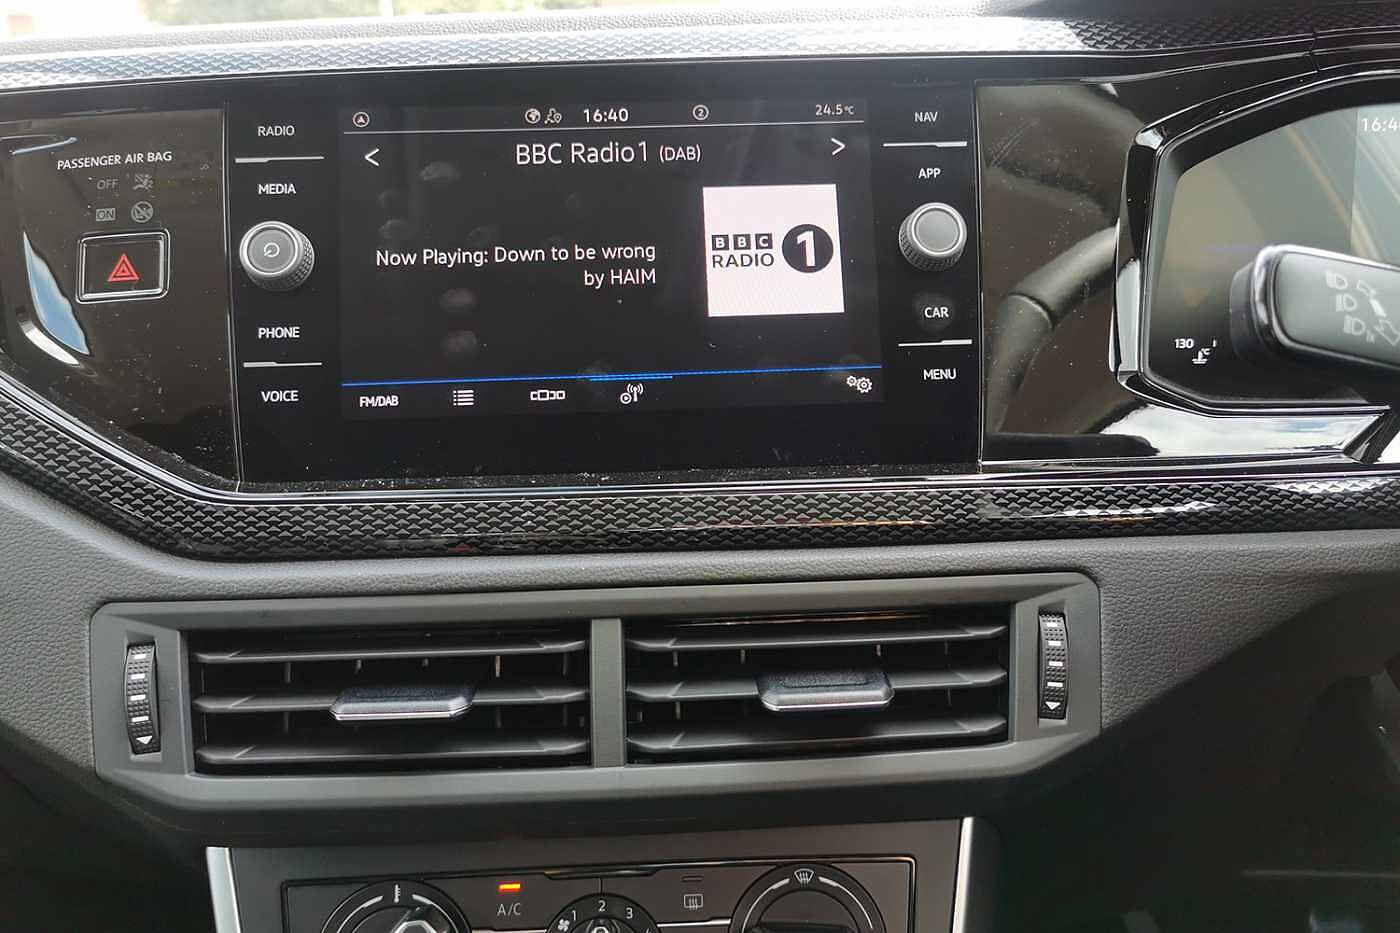 16:40
2
24.5°C
BBC Radio1 (DAB)
Now Playing: Down to be wrong
by HAIM
BBC
RADIO
1
FM/DAB
RADIO
MEDIA
PHONE
VOICE
NAV
APP
CAR
MENU
PASSENGER AIR BAG
OFF
ON
16:4
130
A/C
1 2 3